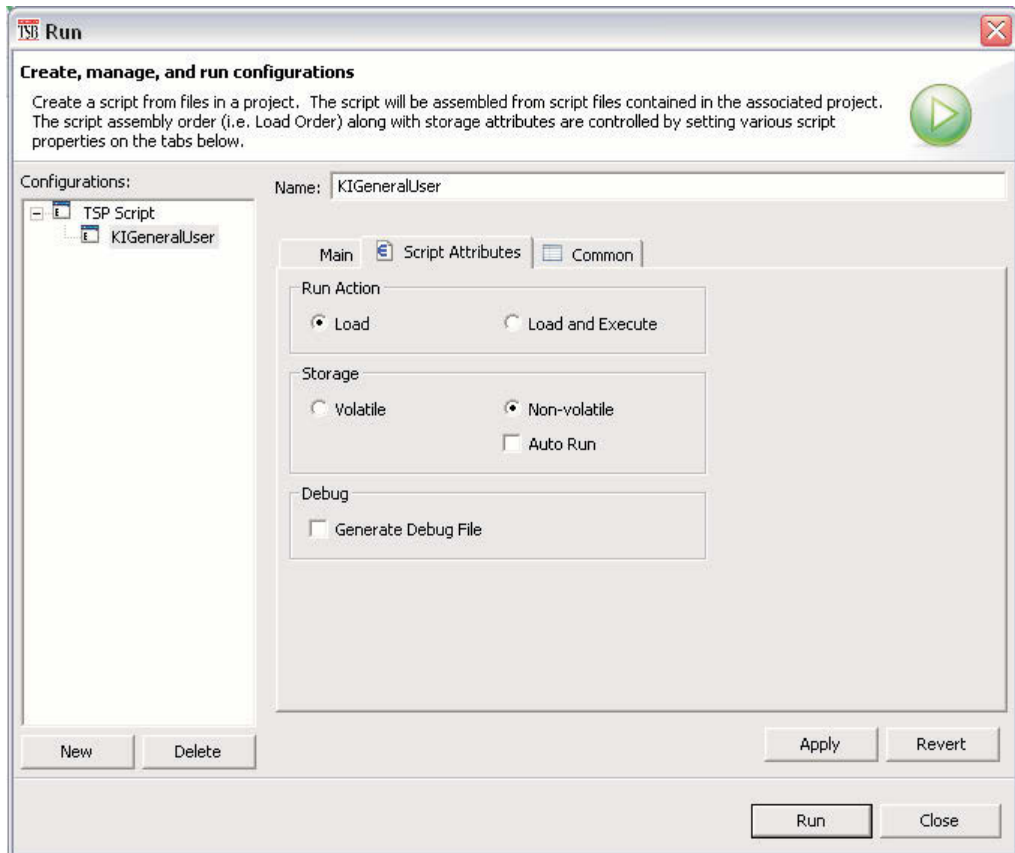 TSB Run
Create, manage, and run configurations
Create a script from files in a project. The script will be assembled from script files contained in the associated project.
The script assembly order (i.e. Load Order) along with storage attributes are controlled by setting various script
properties on the tabs below.
Configurations:
TSP Script
KIGeneralUser
Name: KIGeneralUser
Main Script Attributes Common
Run Action
Load Load and Execute
Storage
Volatile Non-volatile
Auto Run
Debug
Generate Debug File
New Delete
Apply Revert
Run Close